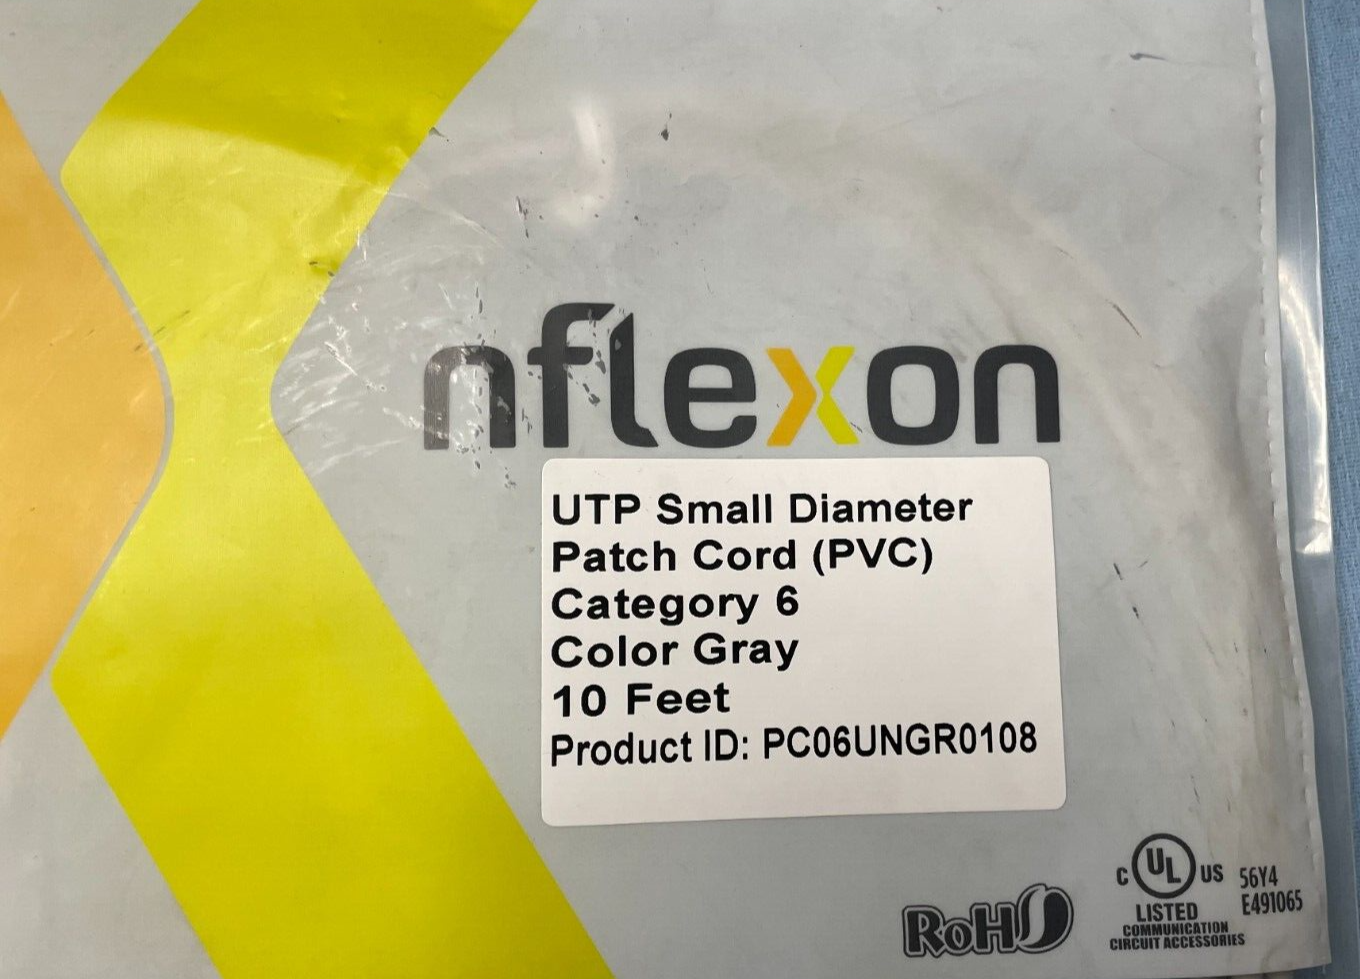 nflexon
UTP Small Diameter
Patch Cord (PVC)
Category 6
Color Gray
10 Feet
Product ID: PC06UNGR0108
RoHS
C UL US 56Y4
LISTED E491065
COMMUNICATION
CIRCUIT ACCESSORIES